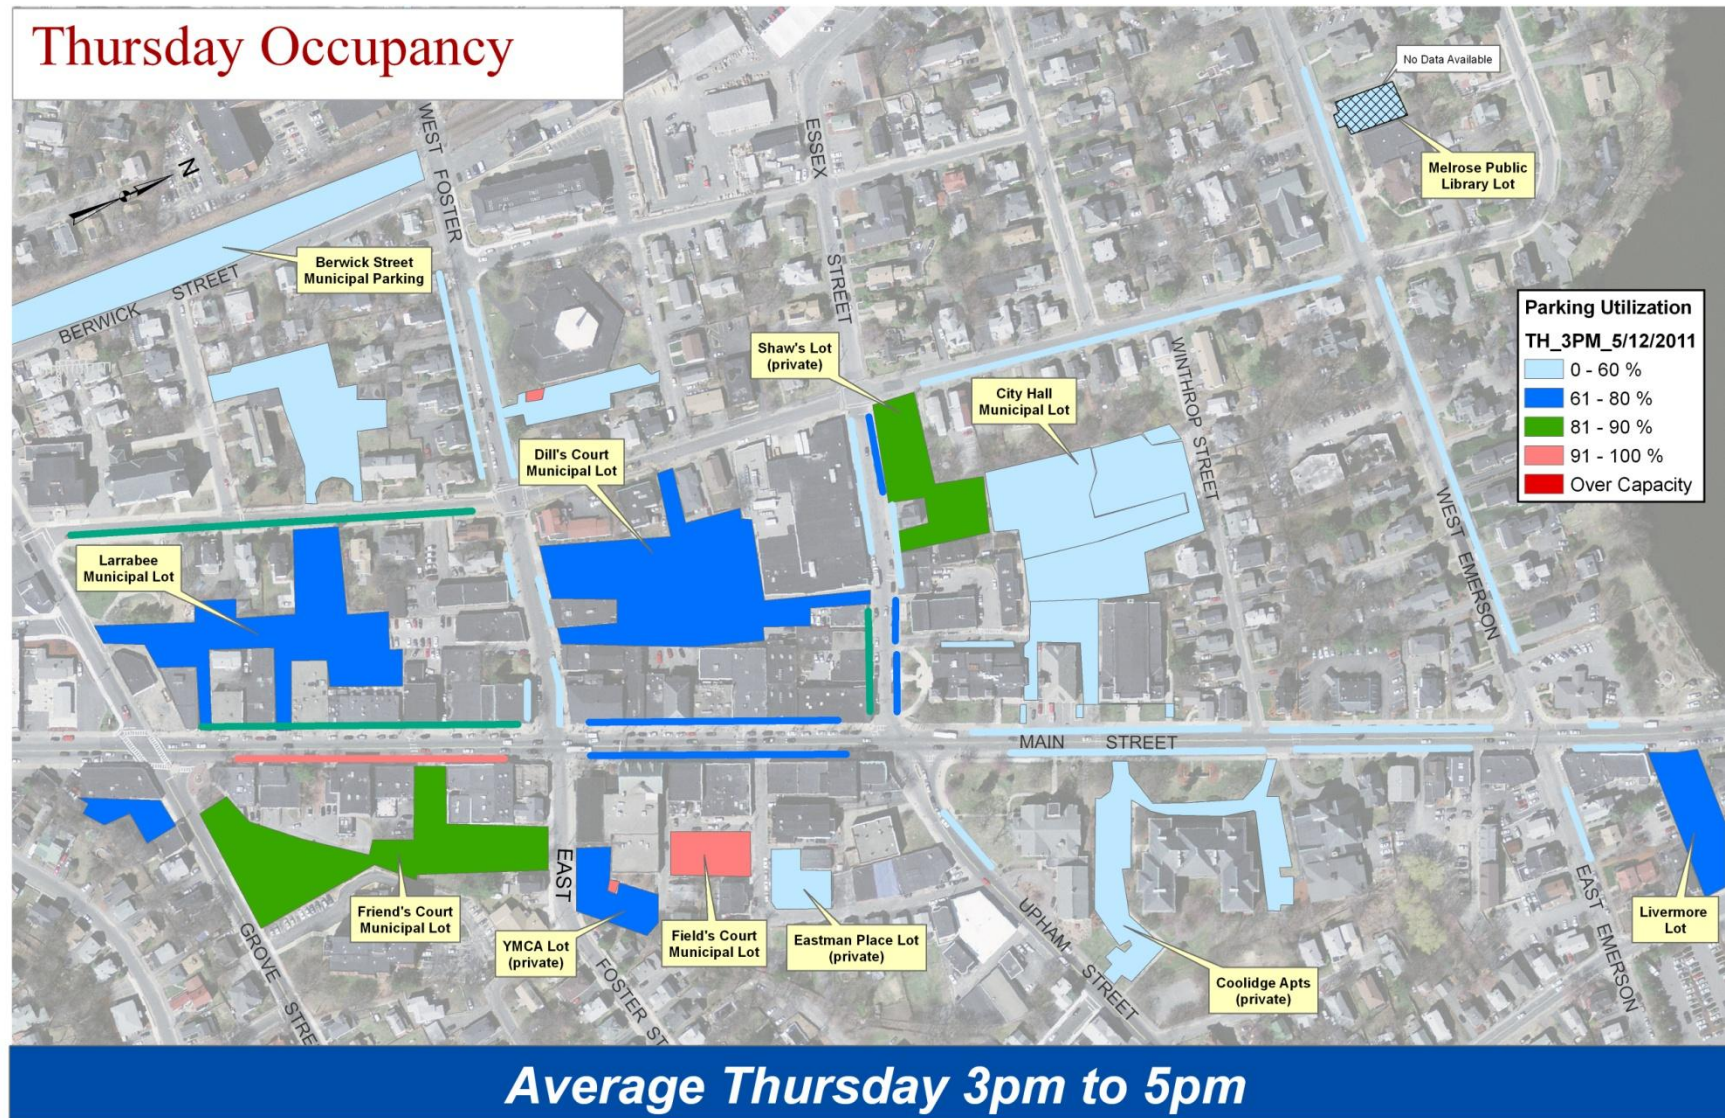 Thursday Occupancy
No Data Available
Melrose Public
Library Lot
N
WEST FOSTER
ESSEX
STREET
Berwick Street
Municipal Parking
BERWICK STREET
Parking Utilization
TH_3PM_5/12/2011
0 - 60 %
61 - 80 %
81 - 90 %
91 - 100 %
Over Capacity
Shaw's Lot
(private)
City Hall
Municipal Lot
WINTHROP STREET
Dill's Court
Municipal Lot
WEST EMERSON
Larrabee
Municipal Lot
MAIN STREET
Friend's Court
Municipal Lot
EAST
FOSTER ST
YMCA Lot
(private)
Field's Court
Municipal Lot
Eastman Place Lot
(private)
UPHAM STREET
Coolidge Apts
(private)
EAST EMERSON
Livermore
Lot
GROVE STREE
Average Thursday 3pm to 5pm